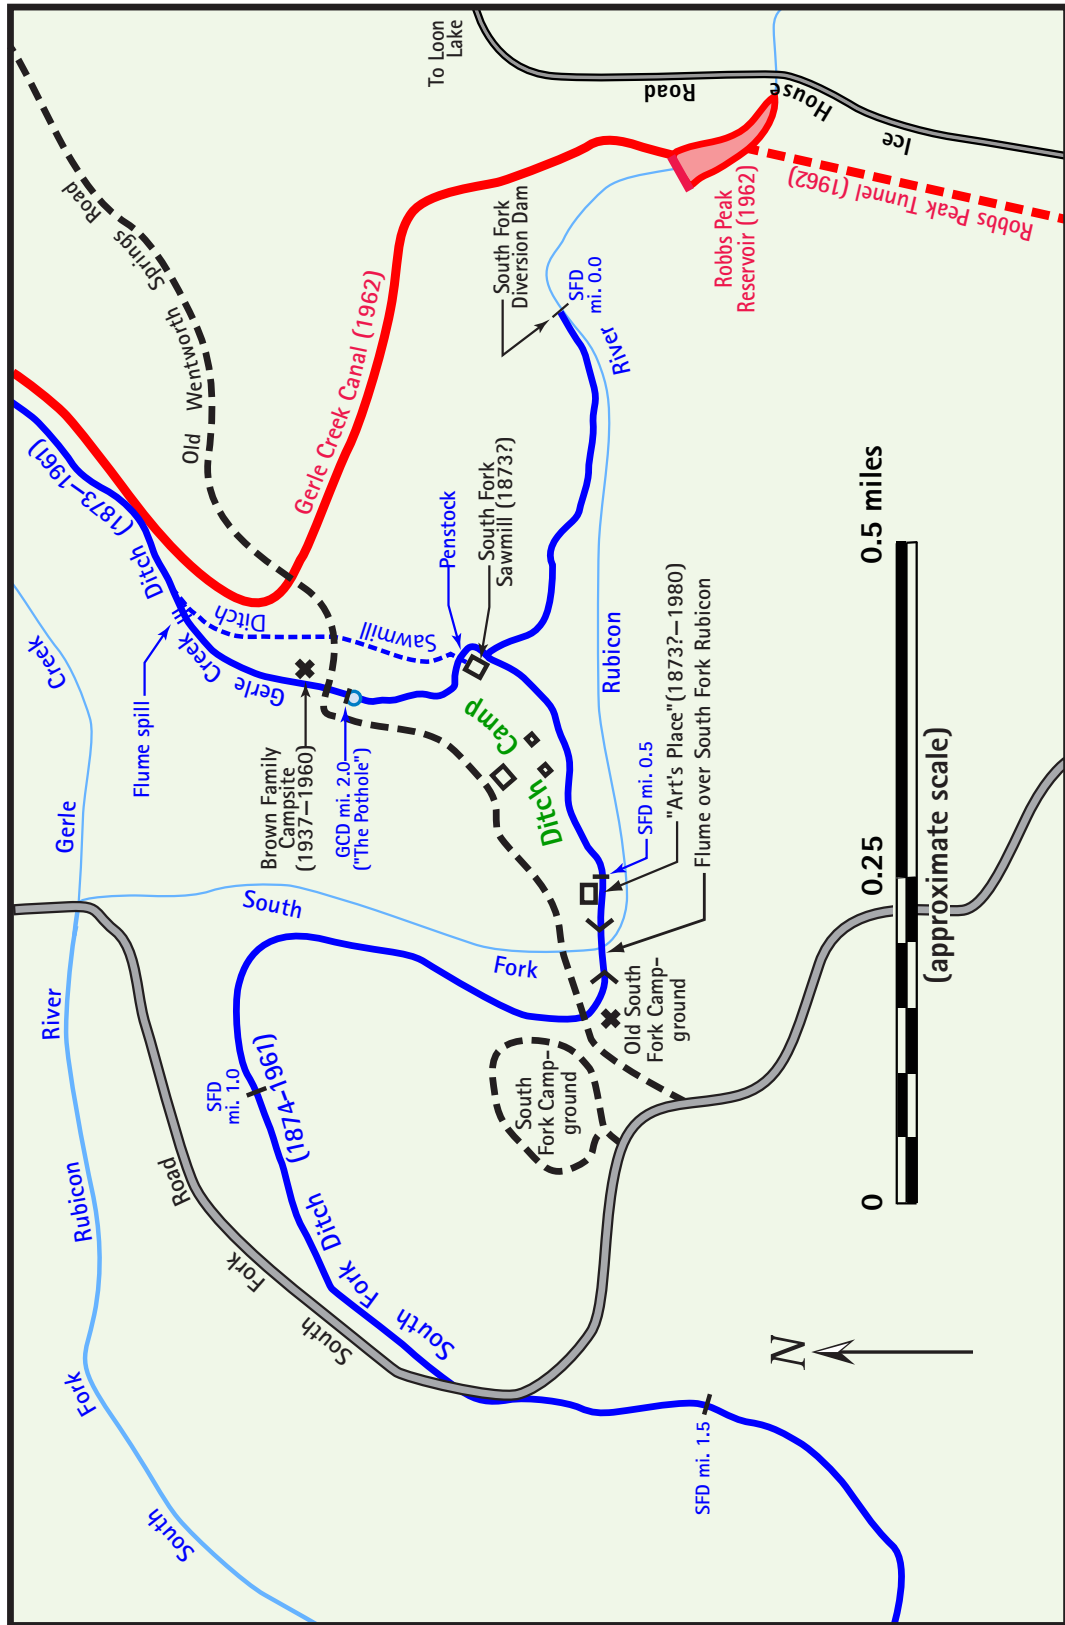 To Loon
Lake
Ice House Road
Robbs Peak Tunnel (1962)
Robbs Peak
Reservoir (1962)
South Fork
Diversion Dam
SFD
mi. 0.0
Old Wentworth Springs Road
Gerle Creek Canal (1962)
Gerle Creek Ditch (1873–1961)
Gerle Creek
Flume spill
Sawmill Ditch
Penstock
South Fork
Sawmill (1873?)
Brown Family
Campsite
(1937–1960)
GCD mi. 2.0
("The Pothole")
Ditch Camp
SFD mi. 0.5
"Art's Place"(1873?–1980)
Flume over South Fork Rubicon
South Fork Rubicon River
Old South
Fork Camp-
ground
South
Fork Camp-
ground
SFD
mi. 1.0
South Fork Ditch (1874–1961)
South Fork Road
South Fork Rubicon River
SFD mi. 1.5
N
0 0.25 0.5 miles
(approximate scale)